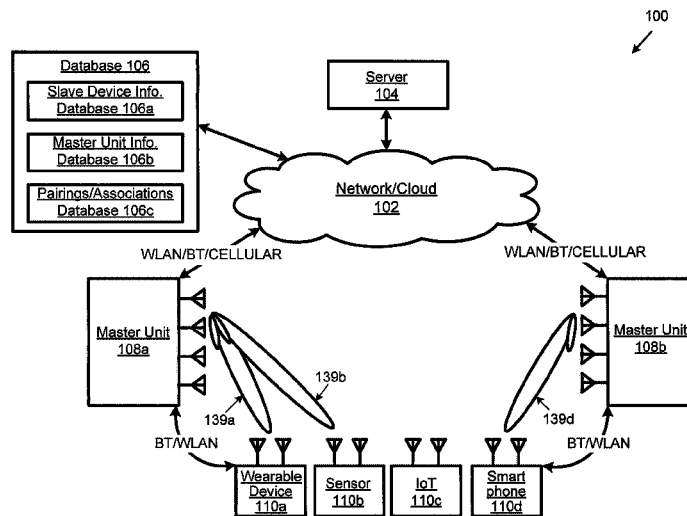 100
Database 106
Slave Device Info.
Database 106a
Master Unit Info.
Database 106b
Pairings/Associations
Database 106c
Server
104
Network/Cloud
102
WLAN/BT/CELLULAR
WLAN/BT/CELLULAR
Master Unit
108a
Master Unit
108b
139b
139a
139d
BT/WLAN
BT/WLAN
Wearable
Device
110a
Sensor
110b
IoT
110c
Smart
phone
110d